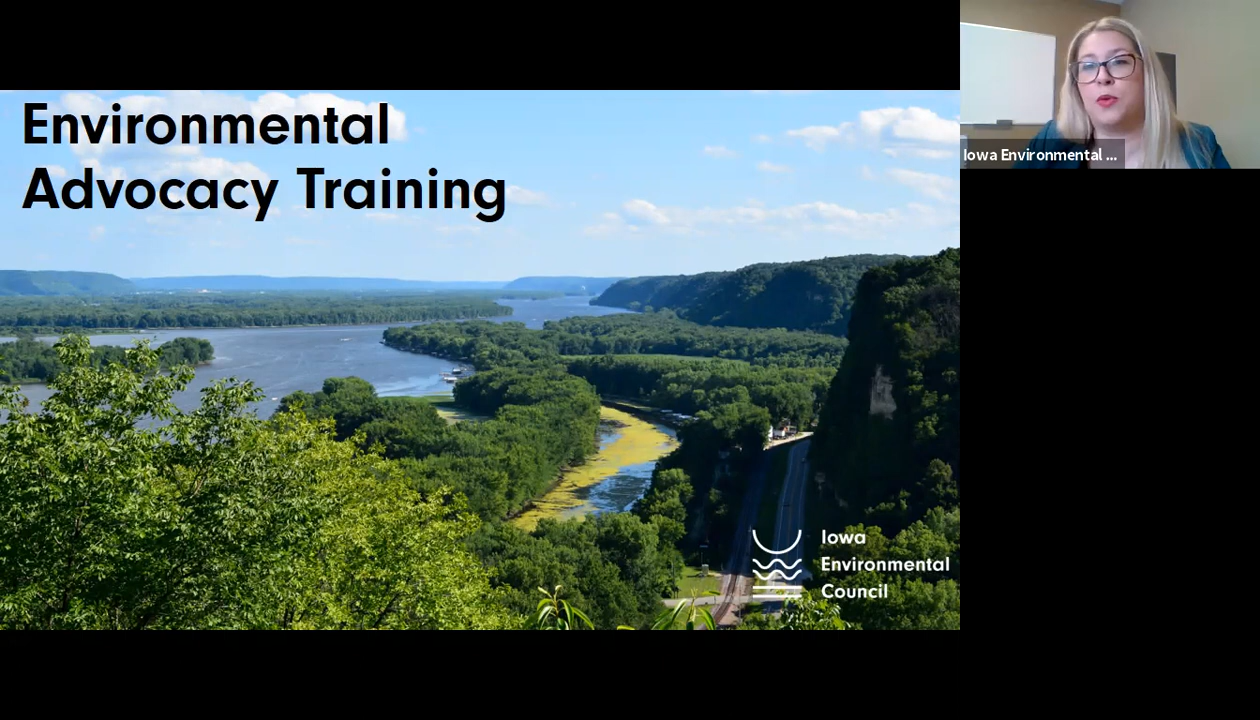 Environmental
Advocacy Training
Iowa Environmental ...
Iowa
Environmental
Council